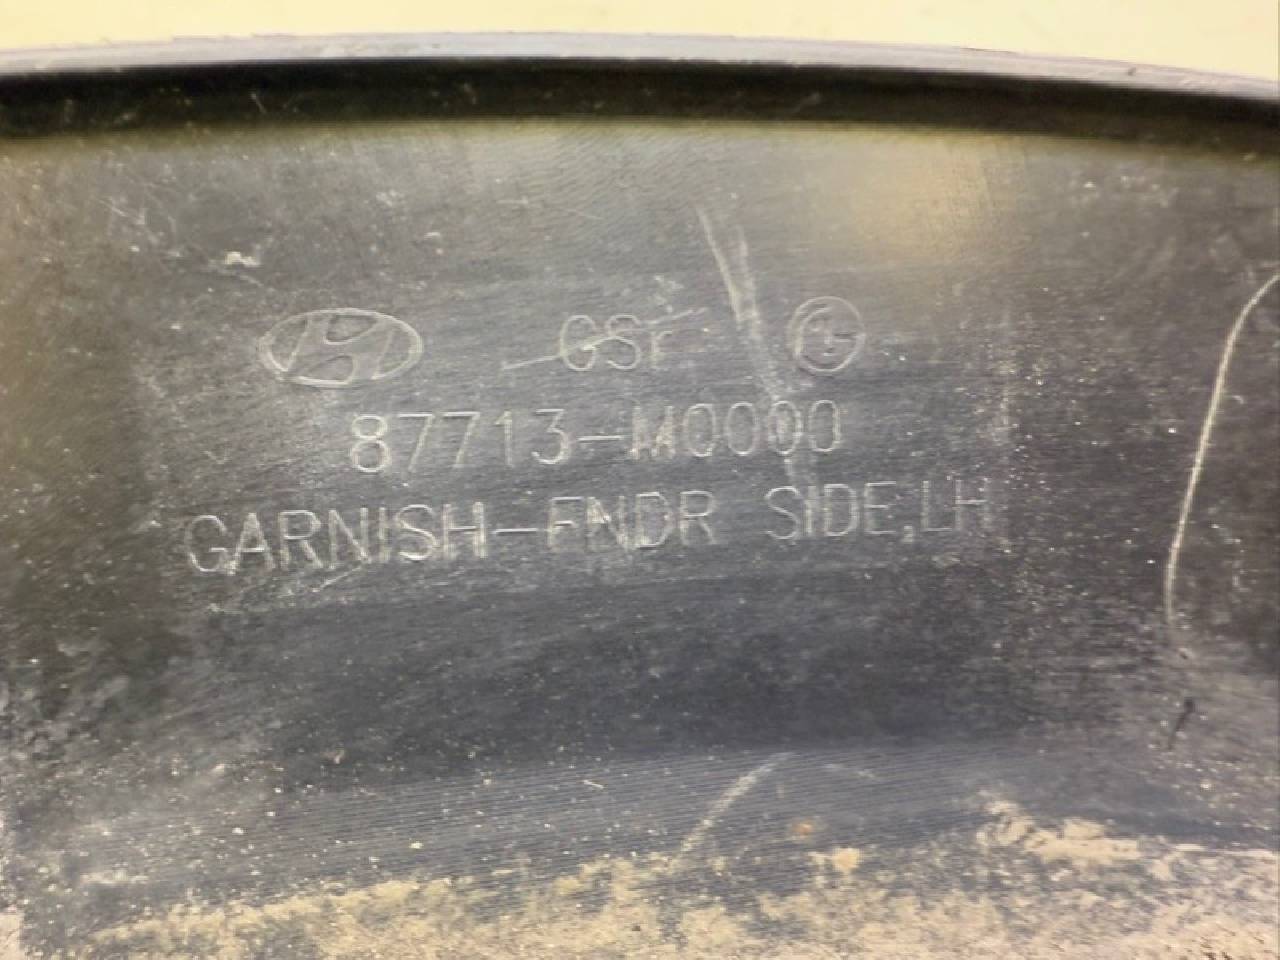 GSr
87713-M0000
GARNISH-FNDR SIDE,LH